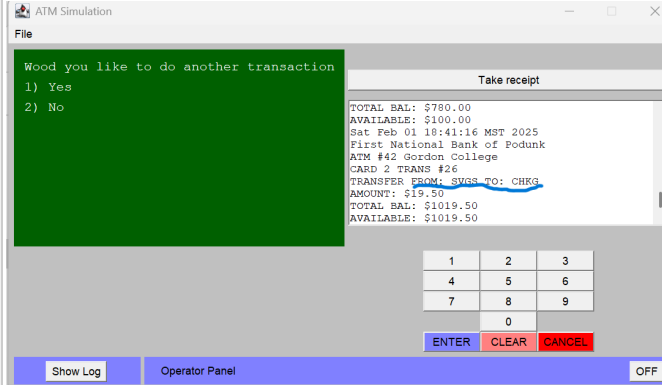 ATM Simulation
File
Wood you like to do another transaction
1) Yes
2) No
Take receipt
TOTAL BAL: $780.00
AVAILABLE: $100.00
Sat Feb 01 18:41:16 MST 2025
First National Bank of Podunk
ATM #42 Gordon College
CARD 2 TRANS #26
TRANSFER FROM: SVGS TO: CHKG
AMOUNT: $19.50
TOTAL BAL: $1019.50
AVAILABLE: $1019.50
1 2 3
4 5 6
7 8 9
0
ENTER CLEAR CANCEL
Show Log Operator Panel OFF